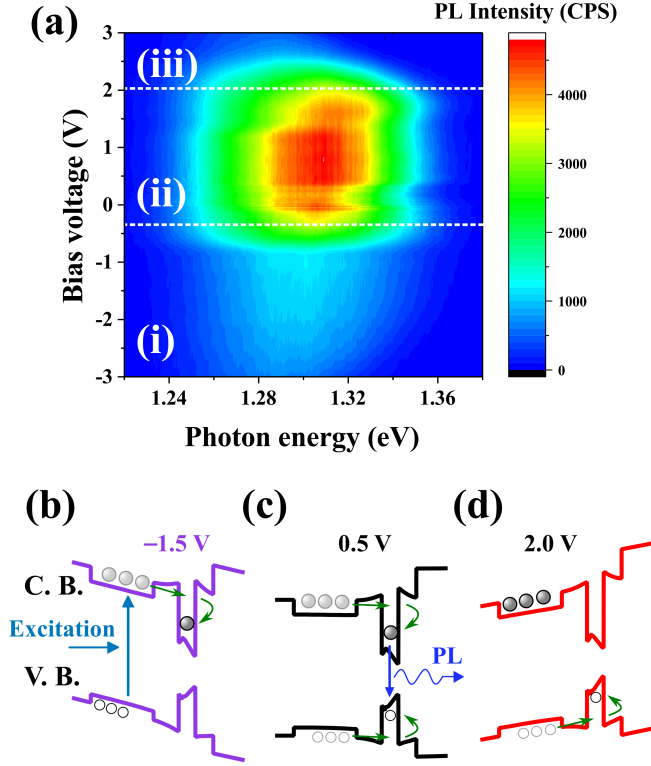 (a)
PL Intensity (CPS)
Bias voltage (V)
3
2
1
0
-1
-2
-3
(iii)
(ii)
(i)
1.24
1.28
1.32
1.36
Photon energy (eV)
4000
3000
2000
1000
0
(b)
(c)
(d)
−1.5 V
0.5 V
2.0 V
C. B.
Excitation
V. B.
PL